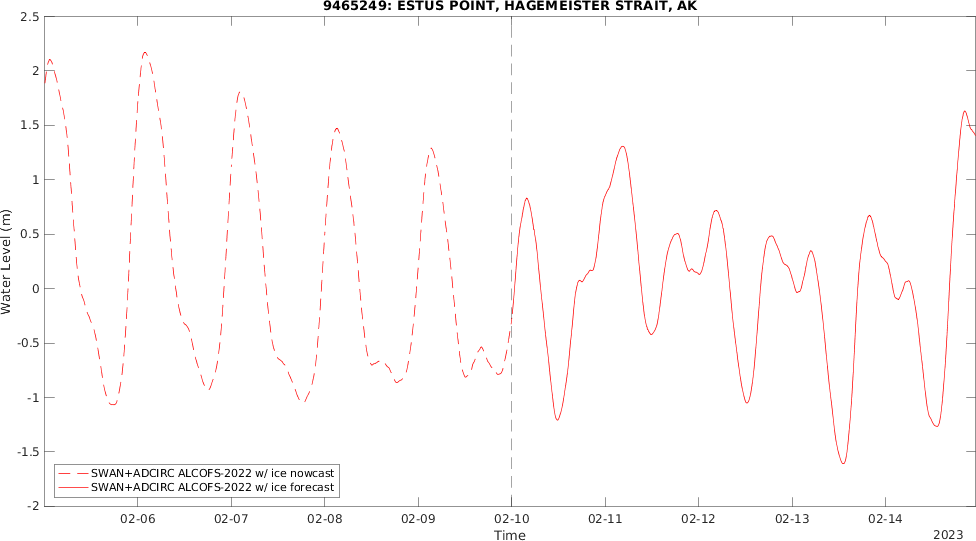 9465249: ESTUS POINT, HAGEMEISTER STRAIT, AK
2.5
2
1.5
1
0.5
0
-0.5
-1
-1.5
-2
Water Level (m)
SWAN+ADCIRC ALCOFS-2022 w/ ice nowcast
SWAN+ADCIRC ALCOFS-2022 w/ ice forecast
02-06 02-07 02-08 02-09 02-10 02-11 02-12 02-13 02-14
Time
2023